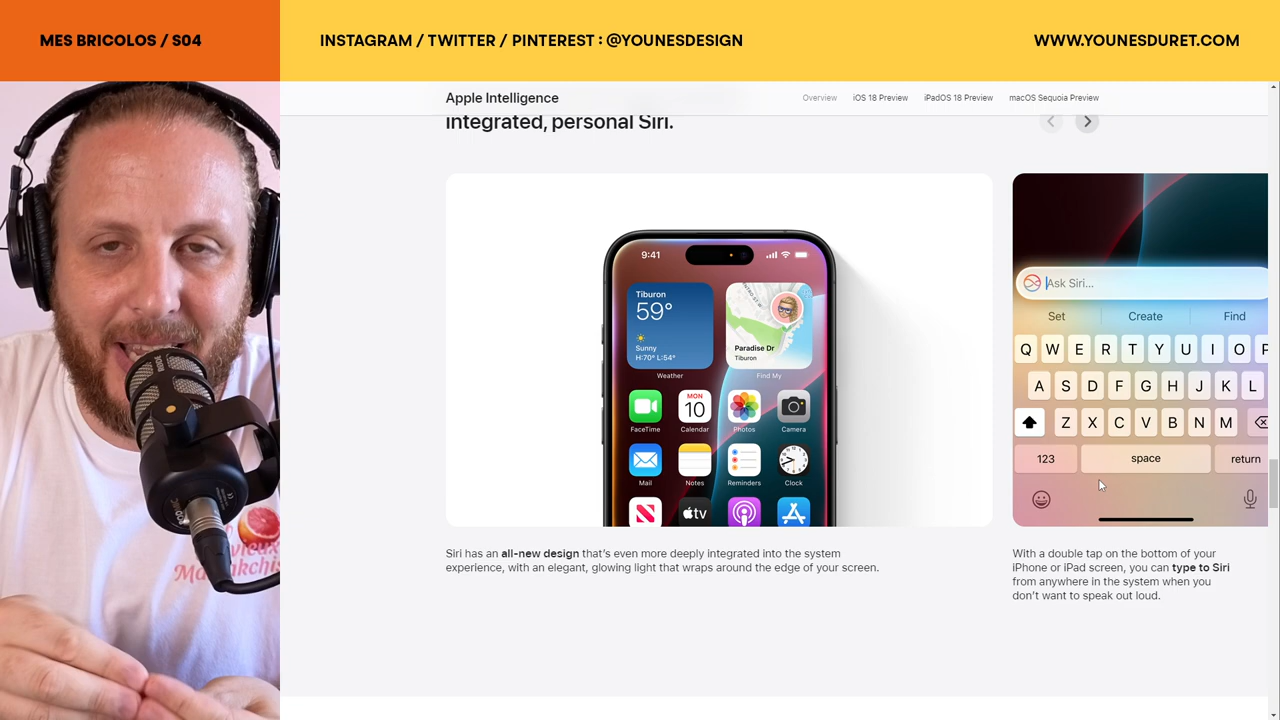 MES BRICOLOS / S04
INSTAGRAM / TWITTER / PINTEREST : @YOUNESDESIGN
WWW.YOUNESDURET.COM
Apple Intelligence
Overview
iOS 18 Preview
iPadOS 18 Preview
macOS Sequoia Preview
integrated, personal Siri.
9:41
Tiburon
59°
Sunny
H:70° L:54°
Weather
Paradise Dr
Tiburon
Find My
MON
10
FaceTime
Calendar
Photos
Camera
Mail
Notes
Reminders
Clock
tv
Ask Siri...
Set
Create
Find
Q W E R T Y U I O P
A S D F G H J K L
Z X C V B N M
123
space
return
Siri has an all-new design that's even more deeply integrated into the system
experience, with an elegant, glowing light that wraps around the edge of your screen.
With a double tap on the bottom of your
iPhone or iPad screen, you can type to Siri
from anywhere in the system when you
don't want to speak out loud.